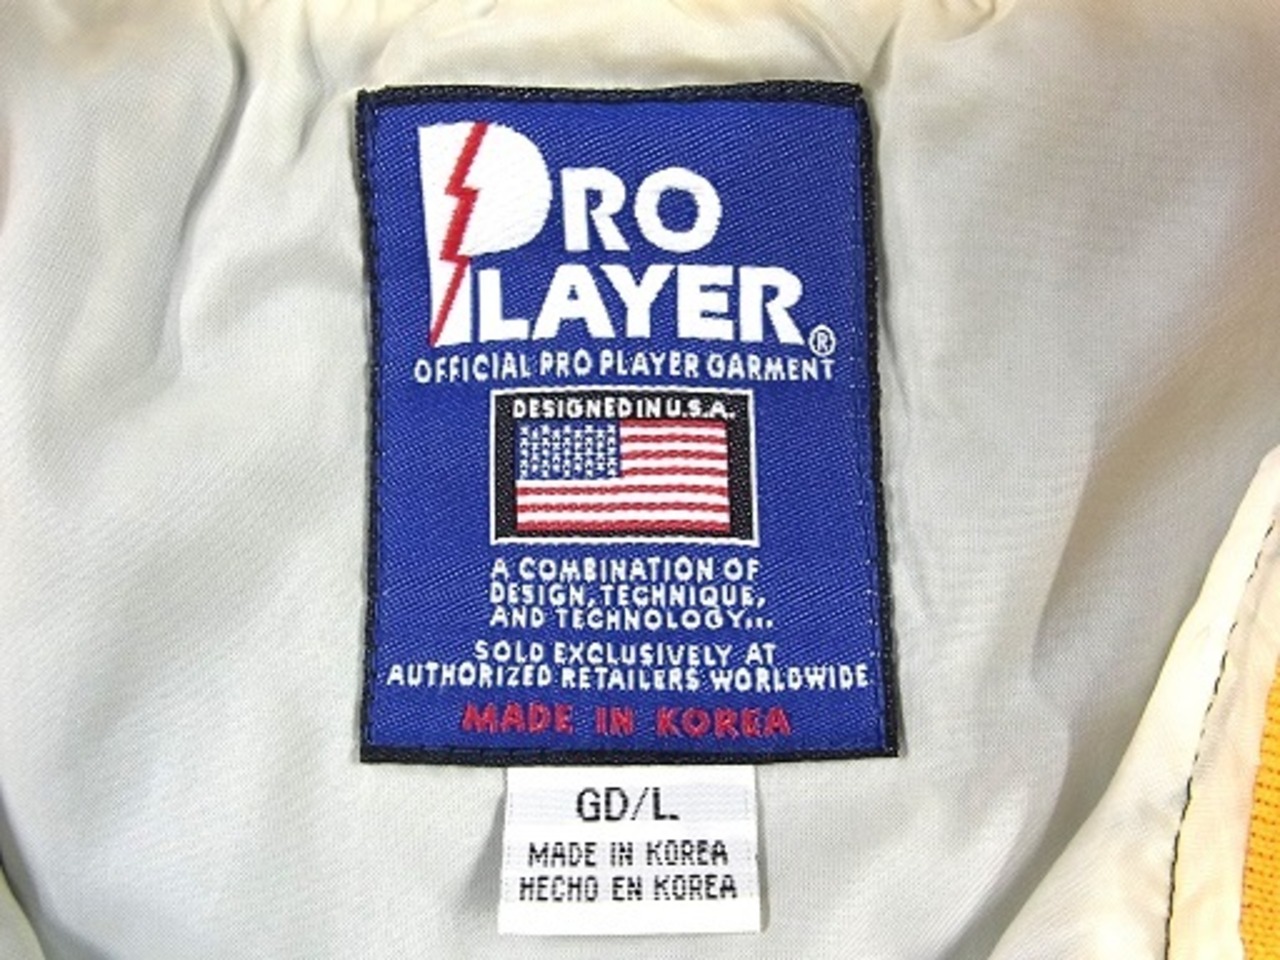 PRO
PLAYER®
OFFICIAL PRO PLAYER GARMENT
DESIGNED IN U.S.A.
A COMBINATION OF
DESIGN, TECHNIQUE,
AND TECHNOLOGY...
SOLD EXCLUSIVELY AT
AUTHORIZED RETAILERS WORLDWIDE
MADE IN KOREA
GD/L
MADE IN KOREA
HECHO EN KOREA